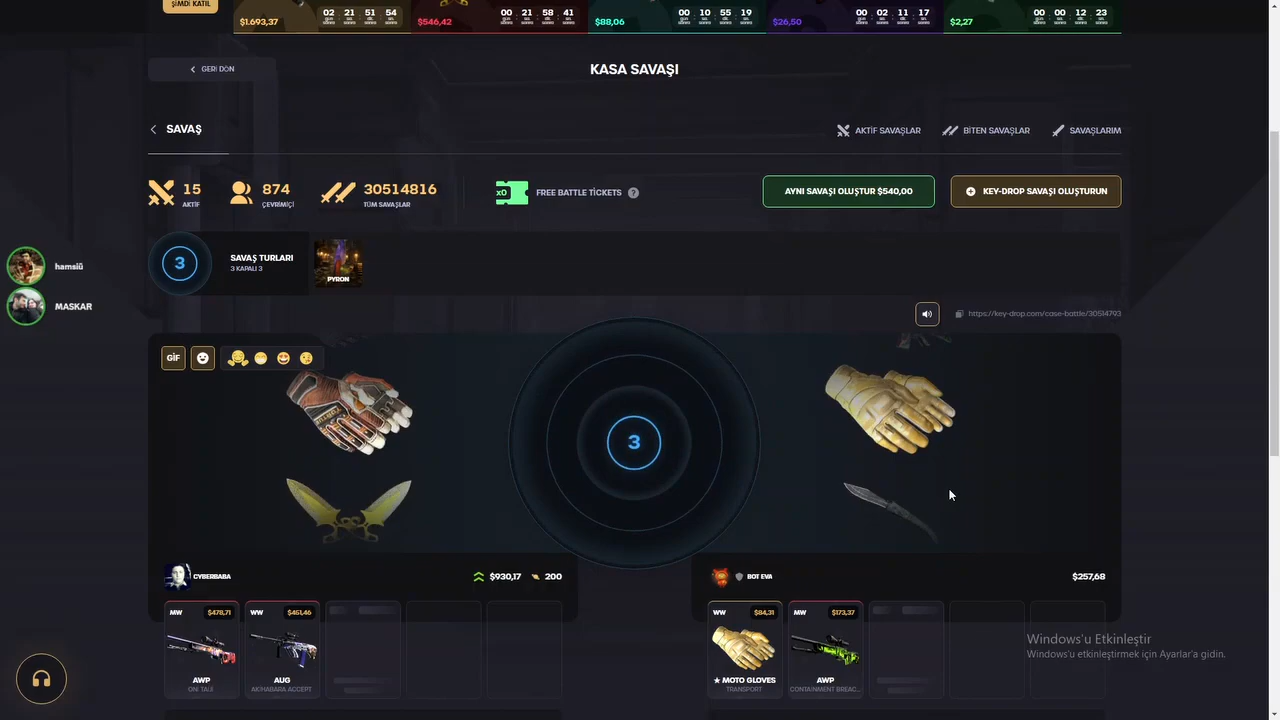 ŞİMDİ KATIL
$1.693,37
02 21 51 54
$546,42
00 21 58 41
$88,06
00 10 55 19
$26,50
00 02 11 17
$2,27
00 00 12 23
GERİ DÖN
KASA SAVAŞI
SAVAŞ
AKTİF SAVAŞLAR
BİTEN SAVAŞLAR
SAVAŞLARIM
15
AKTİF
874
ÇEVRİMİÇİ
30514816
TÜM SAVAŞLAR
x0
FREE BATTLE TICKETS ?
AYNI SAVAŞI OLUŞTUR $540,00
KEY-DROP SAVAŞI OLUŞTURUN
hamsiü
MASKAR
3
SAVAŞ TURLARI
3 KAPALI 3
PYRON
https://key-drop.com/case-battle/30514793
GIF
3
CYBERBABA
$930,17
200
BOT EVA
$257,68
MW $478,71
AWP
ONI TAIJI
WW $451,46
AUG
AKIHABARA ACCEPT
WW $84,31
★ MOTO GLOVES
TRANSPORT
MW $173,37
AWP
CONTAINMENT BREAC...
Windows'u Etkinleştir
Windows'u etkinleştirmek için Ayarlar'a gidin.